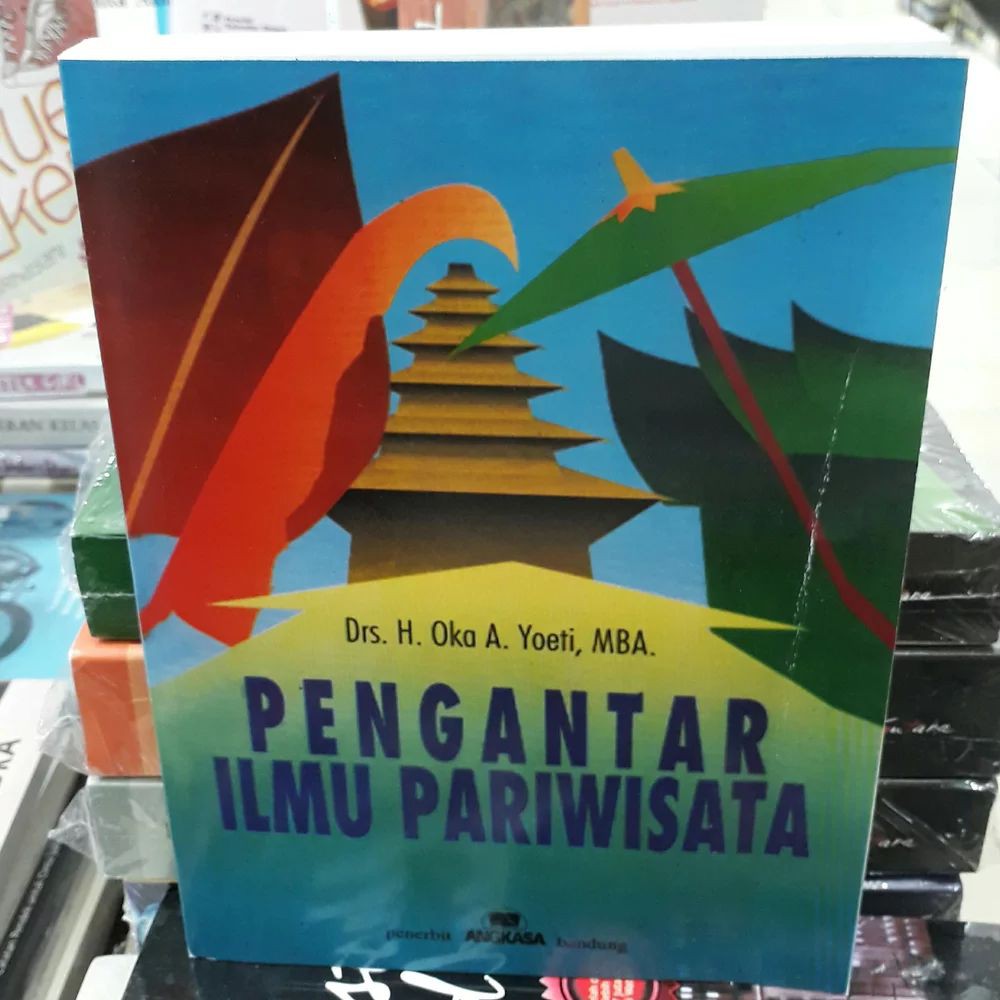 Drs. H. Oka A. Yoeti, MBA.
PENGANTAR
ILMU PARIWISATA
penerbit ANGKASA bandung